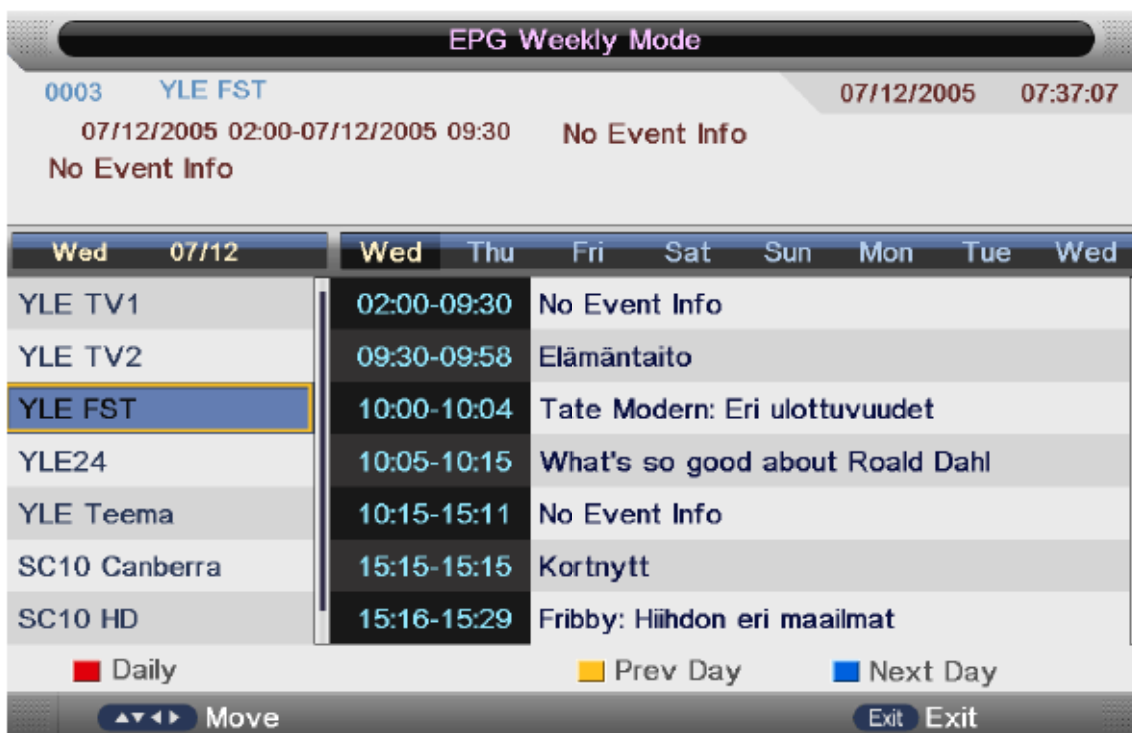 EPG Weekly Mode
0003 YLE FST 07/12/2005 07:37:07
07/12/2005 02:00-07/12/2005 09:30 No Event Info
No Event Info
Wed 07/12 Wed Thu Fri Sat Sun Mon Tue Wed
YLE TV1 02:00-09:30 No Event Info
YLE TV2 09:30-09:58 Elämäntaito
YLE FST 10:00-10:04 Tate Modern: Eri ulottuvuudet
YLE24 10:05-10:15 What's so good about Roald Dahl
YLE Teema 10:15-15:11 No Event Info
SC10 Canberra 15:15-15:15 Kortnytt
SC10 HD 15:16-15:29 Fribby: Hiihdon eri maailmat
Daily Prev Day Next Day
Move Exit Exit